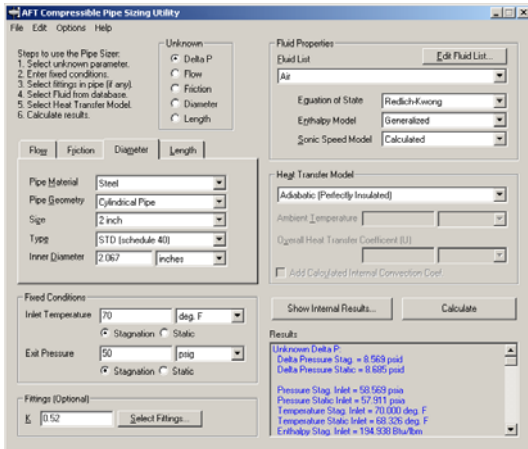 AFT Compressible Pipe Sizing Utility
File Edit Options Help
Steps to use the Pipe Sizer:
1. Select unknown parameter.
2. Enter fixed conditions.
3. Select fittings in pipe (if any).
4. Select Fluid from database.
5. Select Heat Transfer Model.
6. Calculate results.
Unknown
Delta P
Flow
Friction
Diameter
Length
Flow Friction Diameter Length
Pipe Material Steel
Pipe Geometry Cylindrical Pipe
Size 2 inch
Type STD (schedule 40)
Inner Diameter 2.067 inches
Fixed Conditions
Inlet Temperature 70 deg. F
Stagnation Static
Exit Pressure 50 psig
Stagnation Static
Fittings (Optional)
K 0.52 Select Fittings...
Fluid Properties
Fluid List Edit Fluid List...
Air
Equation of State Redlich-Kwong
Enthalpy Model Generalized
Sonic Speed Model Calculated
Heat Transfer Model
Adiabatic (Perfectly Insulated)
Ambient Temperature
Overall Heat Transfer Coefficient (U)
Add Calculated Internal Convection Coef.
Show Internal Results... Calculate
Results
Unknown Delta P:
Delta Pressure Stag. = 8.569 psid
Delta Pressure Static = 8.685 psid
Pressure Stag. Inlet = 58.569 psia
Pressure Static Inlet = 57.911 psia
Temperature Stag. Inlet = 70.000 deg. F
Temperature Static Inlet = 68.326 deg. F
Enthalpy Stag. Inlet = 194.938 Btu/lbm